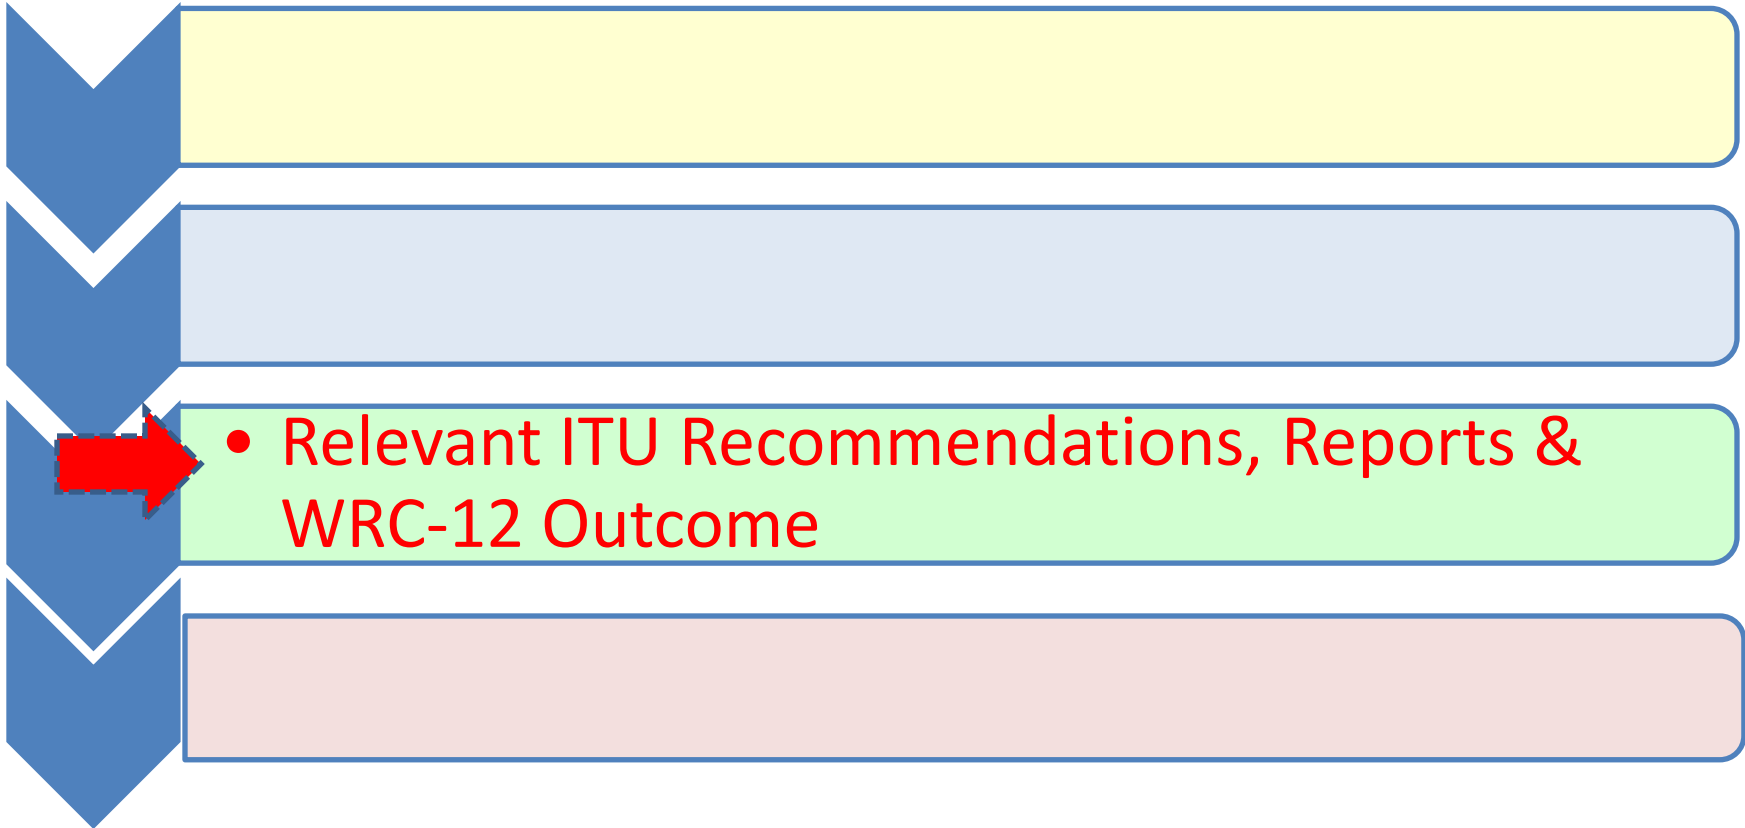 • Relevant ITU Recommendations, Reports &
WRC-12 Outcome